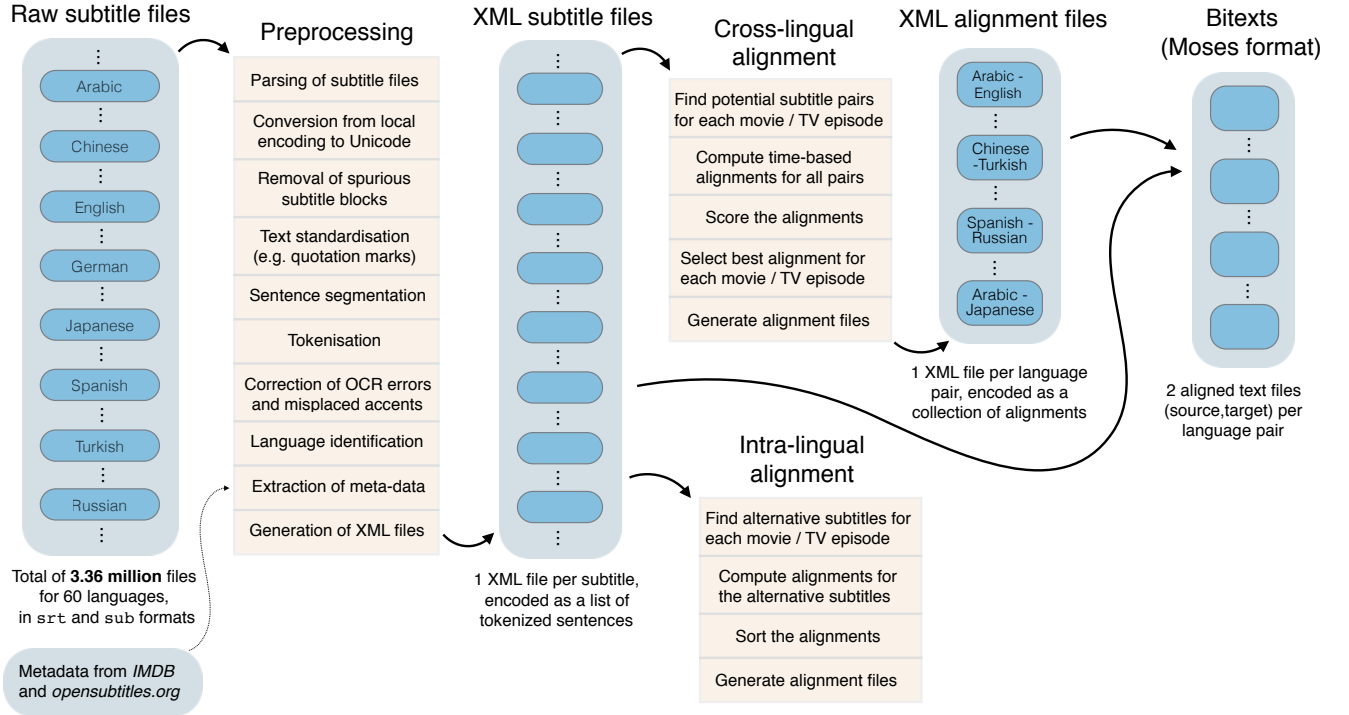 Raw subtitle files
⋮
Arabic
⋮
Chinese
⋮
English
⋮
German
⋮
Japanese
⋮
Spanish
⋮
Turkish
⋮
Russian
⋮
Total of 3.36 million files
for 60 languages,
in srt and sub formats
Metadata from IMDB
and opensubtitles.org
Preprocessing
Parsing of subtitle files
Conversion from local
encoding to Unicode
Removal of spurious
subtitle blocks
Text standardisation
(e.g. quotation marks)
Sentence segmentation
Tokenisation
Correction of OCR errors
and misplaced accents
Language identification
Extraction of meta-data
Generation of XML files
XML subtitle files
⋮
⋮
⋮
⋮
⋮
⋮
⋮
⋮
⋮
1 XML file per subtitle,
encoded as a list of
tokenized sentences
Cross-lingual
alignment
Find potential subtitle pairs
for each movie / TV episode
Compute time-based
alignments for all pairs
Score the alignments
Select best alignment for
each movie / TV episode
Generate alignment files
Intra-lingual
alignment
Find alternative subtitles for
each movie / TV episode
Compute alignments for
the alternative subtitles
Sort the alignments
Generate alignment files
XML alignment files
Arabic -
English
⋮
Chinese
-Turkish
⋮
Spanish -
Russian
⋮
Arabic -
Japanese
1 XML file per language
pair, encoded as a
collection of alignments
Bitexts
(Moses format)
⋮
⋮
⋮
2 aligned text files
(source,target) per
language pair